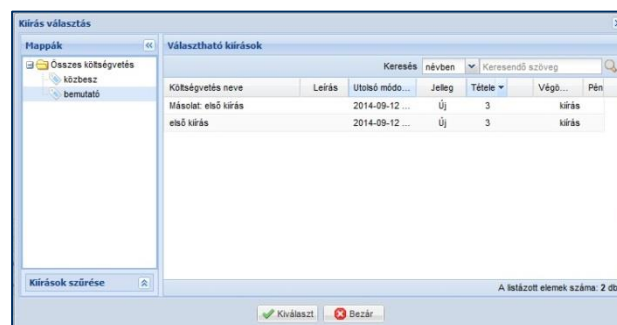 Kiírás választás
Mappák
Összes költségvetés
közbesz
bemutató
Kiírások szűrése
Választható kiírások
Keresés névben Keresendő szöveg
Költségvetés neve Leírás Utolsó módo... Jelleg Tétele Végö... Pén
Másolat: első kiírás 2014-09-12 ... Új 3 kiírás
első kiírás 2014-09-12 ... Új 3 kiírás
A listázott elemek száma: 2 db
Kiválaszt Bezár